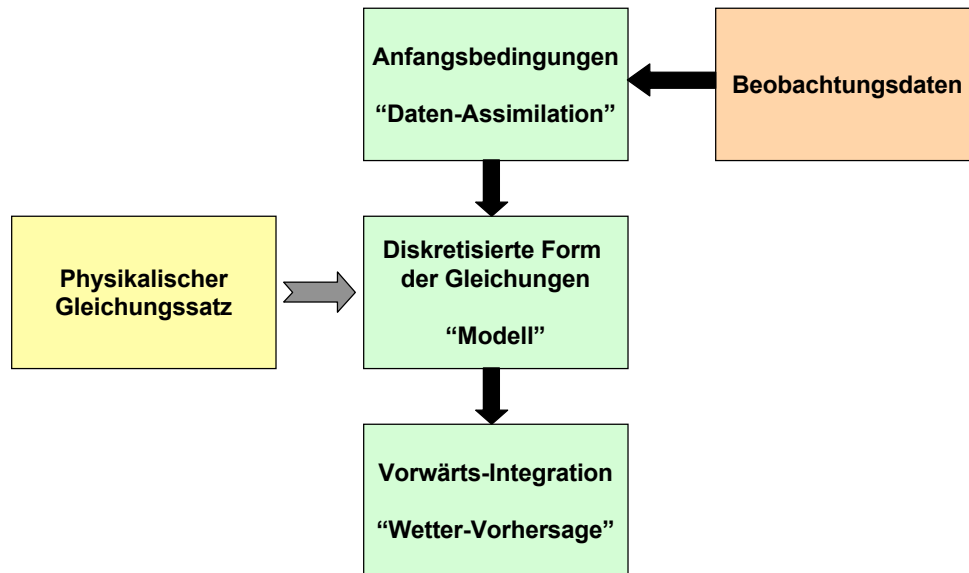 Anfangsbedingungen
“Daten-Assimilation”
Beobachtungsdaten
Physikalischer
Gleichungssatz
Diskretisierte Form
der Gleichungen
“Modell”
Vorwärts-Integration
“Wetter-Vorhersage”